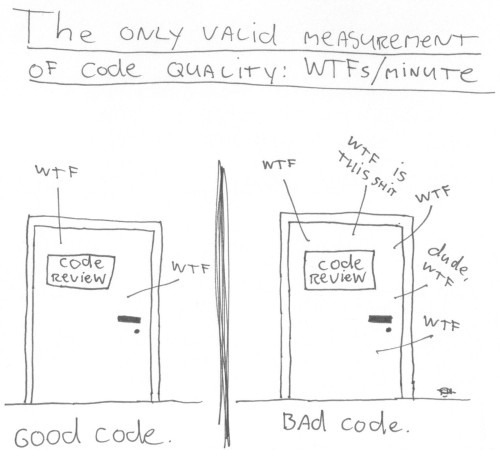 The ONLY VALID MEASUREMENT
OF Code QUALITY: WTFs/MINUTE
WTF
Code
REVIEW
WTF
Good code.
WTF
WTF is
THIS SHIT
WTF
code
REVIEW
dude,
WTF
WTF
BAd code.